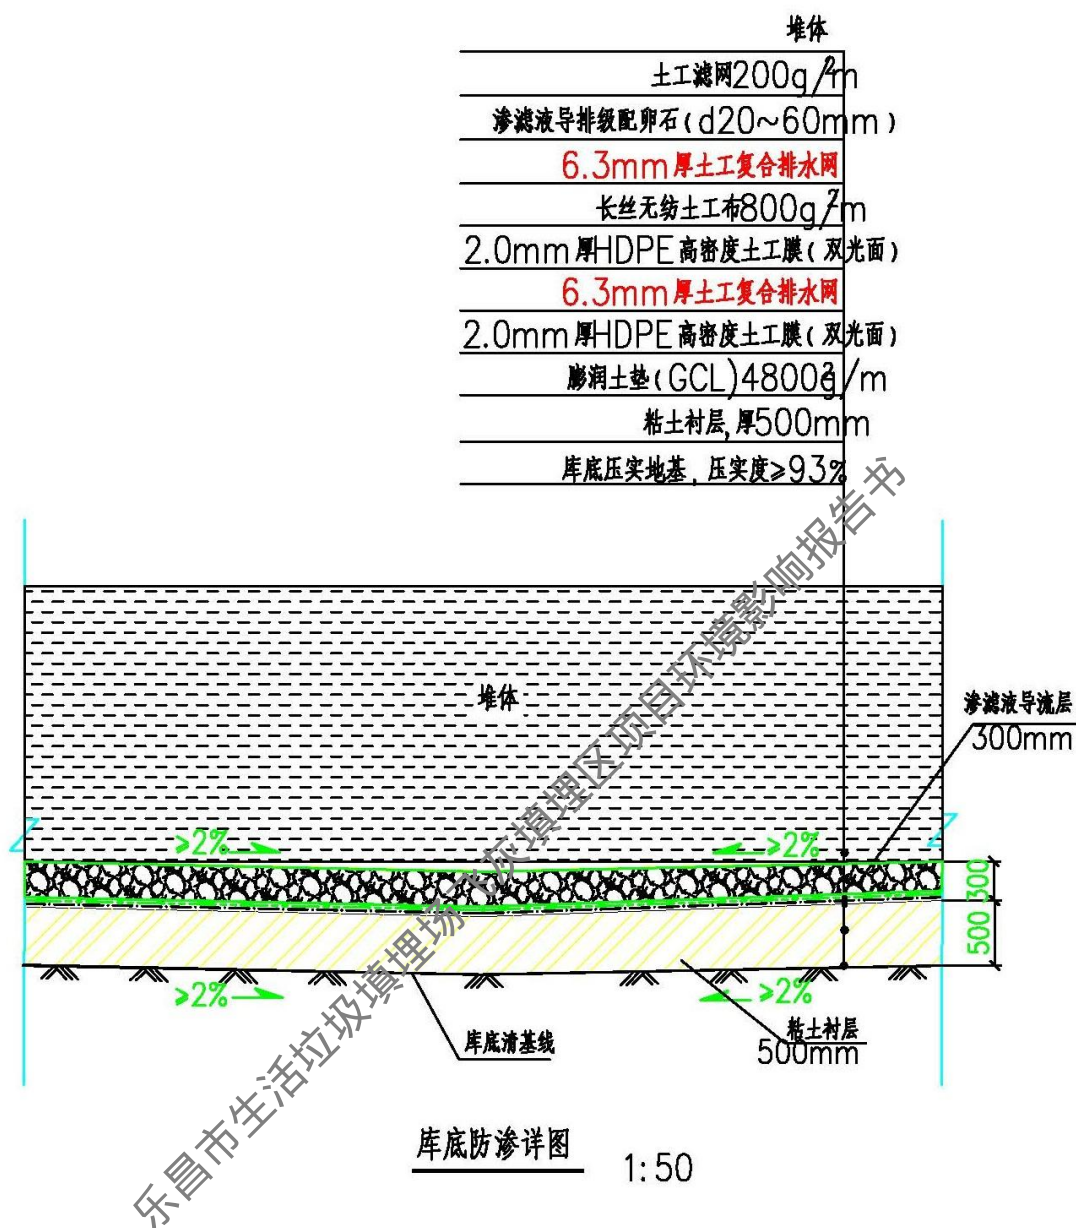 堆体
土工滤网200g/m²
渗滤液导排级配卵石(d20~60mm)
6.3mm厚土工复合排水网
长丝无纺土工布800g/m²
2.0mm厚HDPE高密度土工膜(双光面)
6.3mm厚土工复合排水网
2.0mm厚HDPE高密度土工膜(双光面)
膨润土垫(GCL)4800g/m²
粘土衬层,厚500mm
库底压实地基,压实度≥93%
堆体
渗滤液导流层
300mm
≥2%
≥2%
300
500
≥2%
≥2%
库底清基线
粘土衬层
500mm
库底防渗详图 1:50
乐昌市生活垃圾填埋场飞灰填埋区项目环境影响报告书